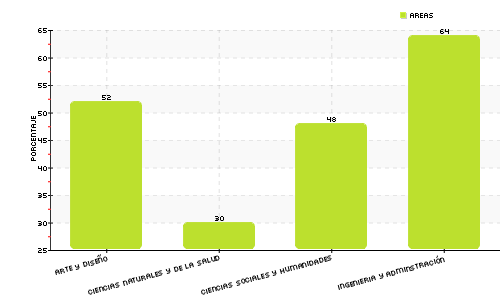 AREAS
PORCENTAJE
65
60
55
50
45
40
35
30
25
52
30
48
64
ARTE Y DISEÑO
CIENCIAS NATURALES Y DE LA SALUD
CIENCIAS SOCIALES Y HUMANIDADES
INGENIERIA Y ADMINSTRACIÓN